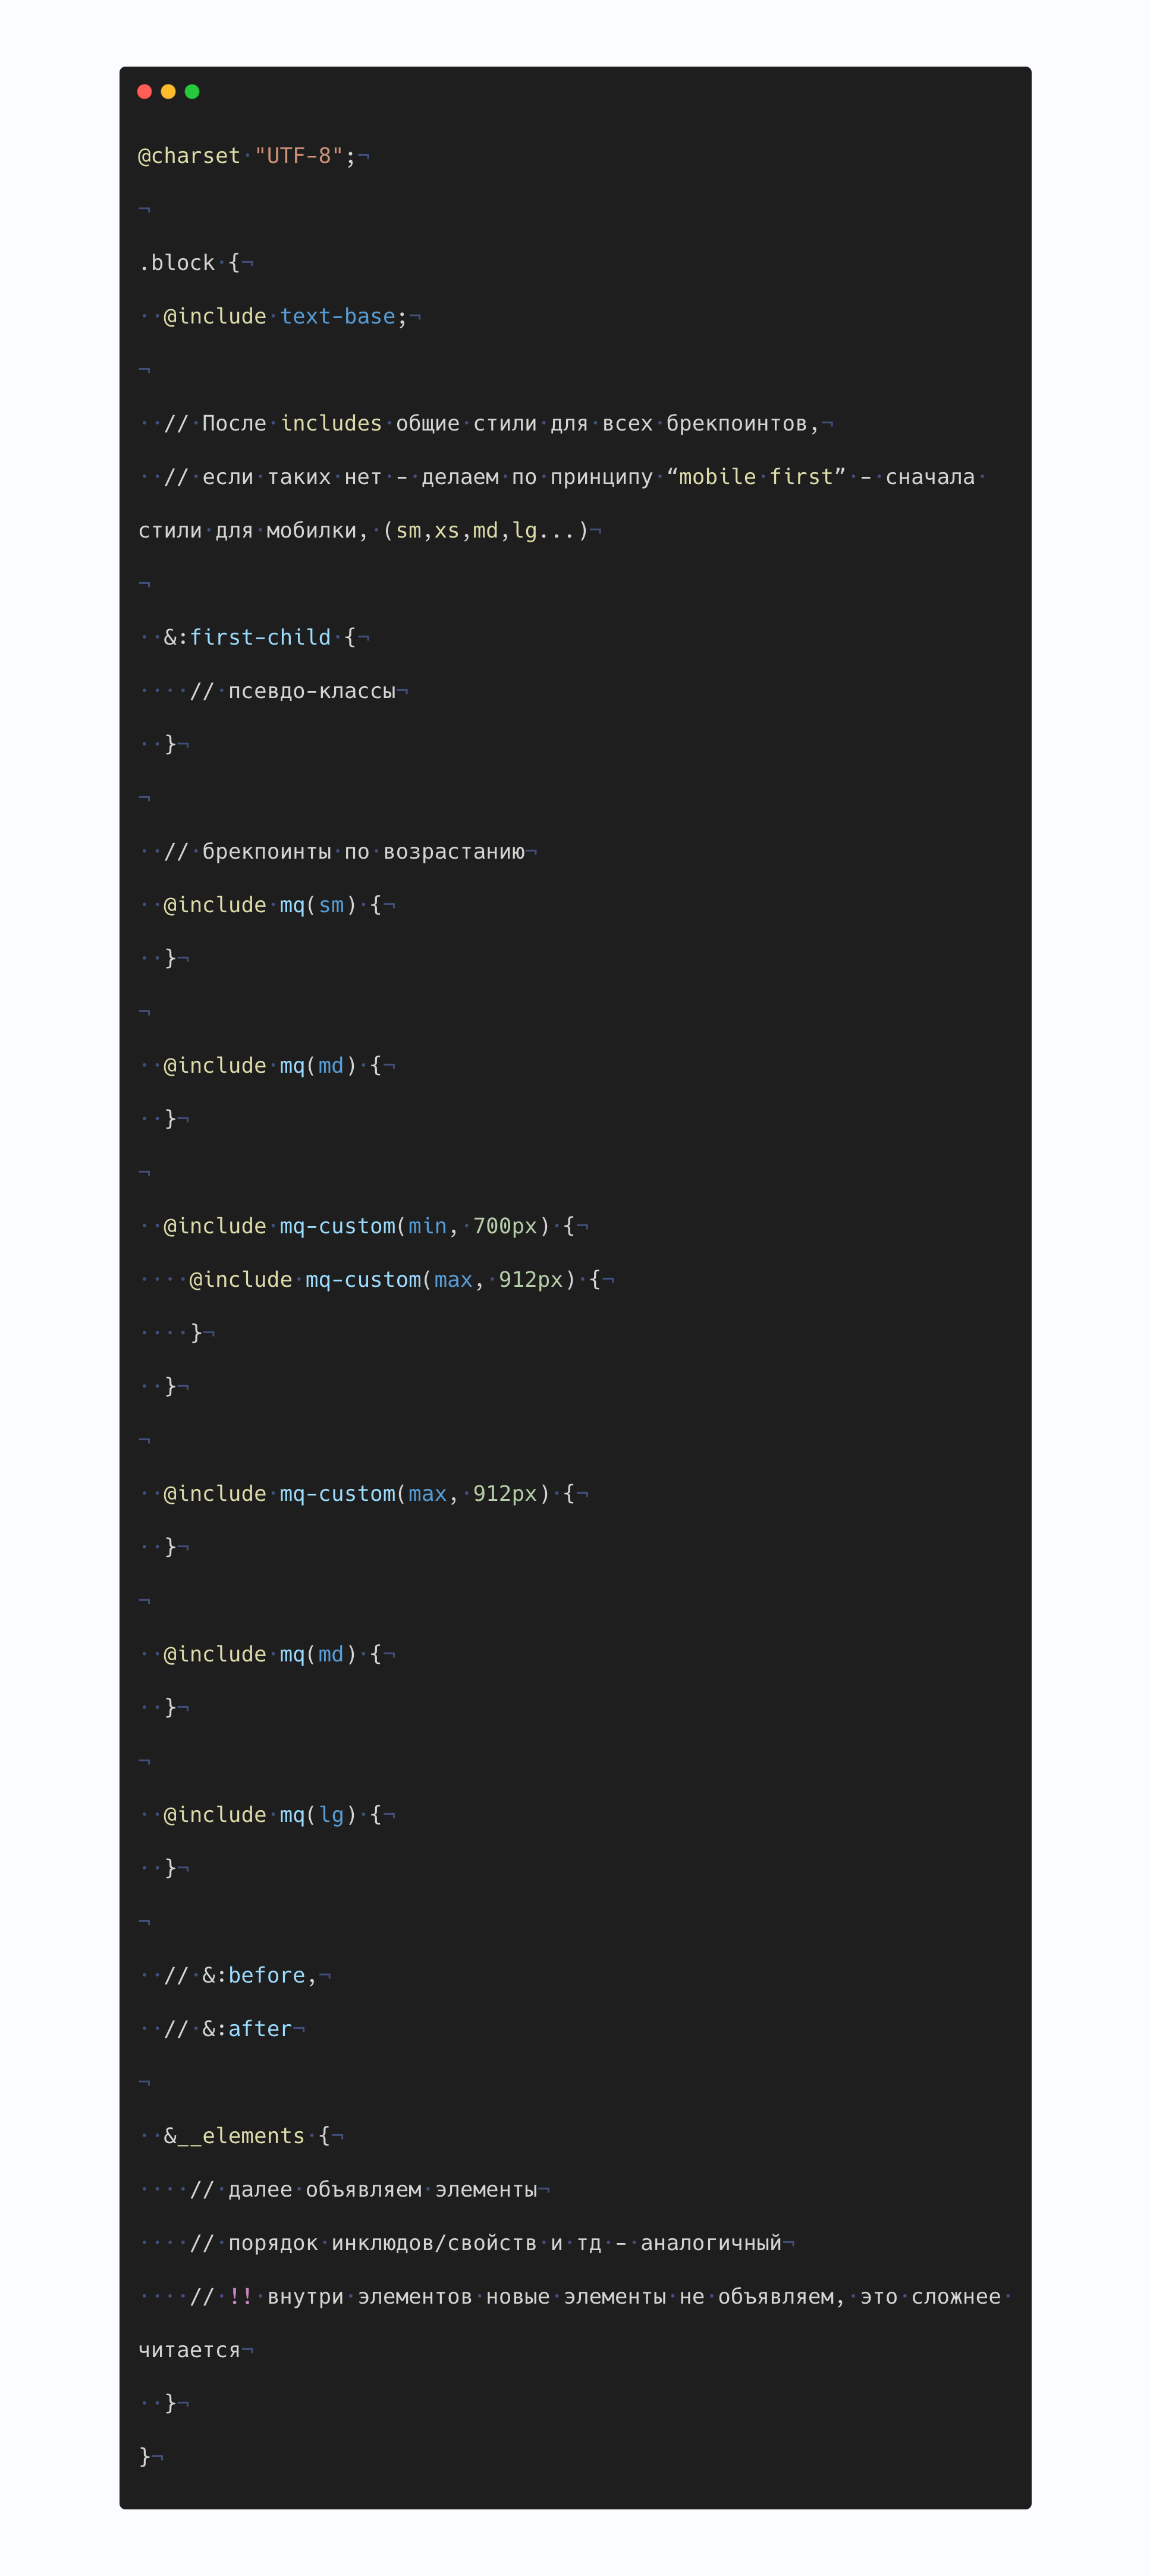 @charset "UTF-8";¬
¬
.block {¬
··@include·text-base;¬
¬
··//·После·includes·общие·стили·для·всех·брекпоинтов,¬
··//·если·таких·нет·-·делаем·по·принципу·“mobile·first”·-·сначала·
стили·для·мобилки,·(sm,xs,md,lg...)¬
¬
··&:first-child·{¬
····//·псевдо-классы¬
··}¬
¬
··//·брекпоинты·по·возрастанию¬
··@include·mq(sm)·{¬
··}¬
¬
··@include·mq(md)·{¬
··}¬
¬
··@include·mq-custom(min,·700px)·{¬
····@include·mq-custom(max,·912px)·{¬
····}¬
··}¬
¬
··@include·mq-custom(max,·912px)·{¬
··}¬
¬
··@include·mq(md)·{¬
··}¬
¬
··@include·mq(lg)·{¬
··}¬
¬
··//·&:before,¬
··//·&:after¬
¬
··&__elements·{¬
····//·далее·объявляем·элементы¬
····//·порядок·инклюдов/свойств·и·тд·-·аналогичный¬
····//·!!·внутри·элементов·новые·элементы·не·объявляем,·это·сложнее·
читается¬
··}¬
}¬